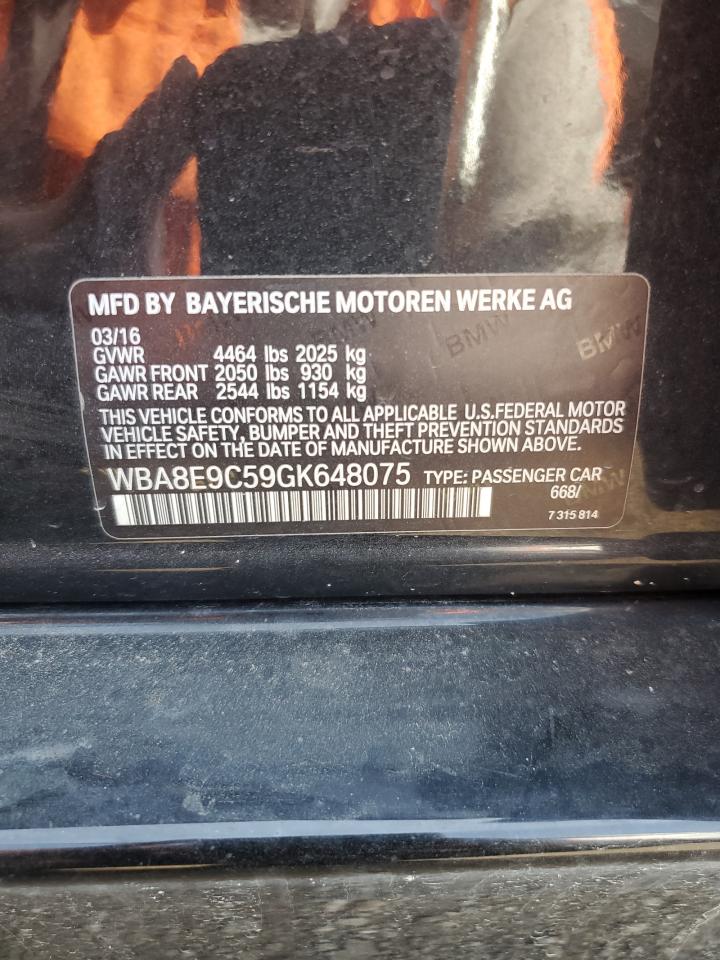 MFD BY BAYERISCHE MOTOREN WERKE AG
03/16
GVWR 4464 lbs 2025 kg
GAWR FRONT 2050 lbs 930 kg
GAWR REAR 2544 lbs 1154 kg
THIS VEHICLE CONFORMS TO ALL APPLICABLE U.S.FEDERAL MOTOR
VEHICLE SAFETY, BUMPER AND THEFT PREVENTION STANDARDS
IN EFFECT ON THE DATE OF MANUFACTURE SHOWN ABOVE.
WBA8E9C59GK648075 TYPE: PASSENGER CAR
668/
7 315 814
BMW
BMW